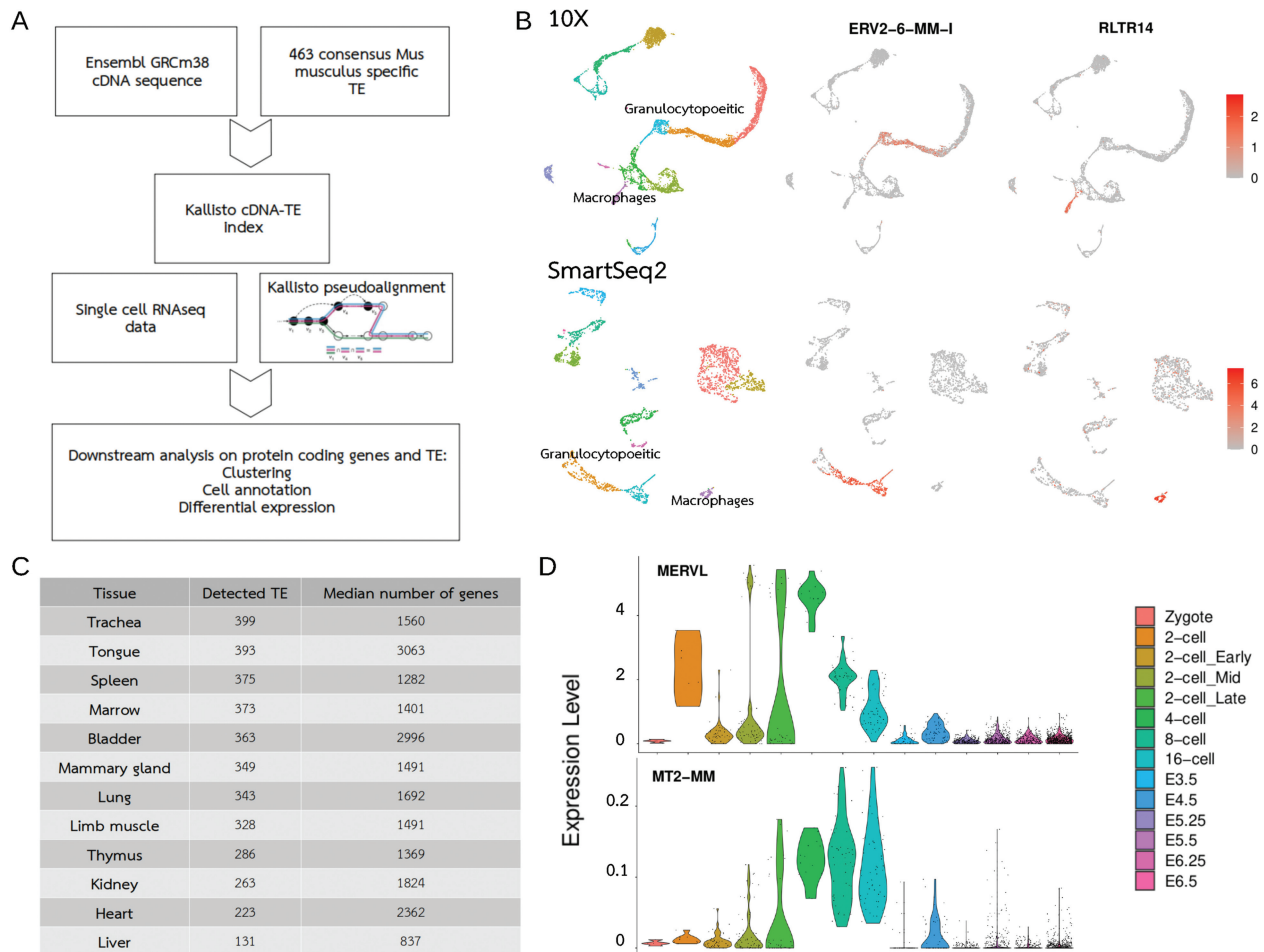 A
Ensembl GRCm38
cDNA sequence
463 consensus Mus
musculus specific
TE
Kallisto cDNA-TE
Index
Single cell RNAseq
data
Kallisto pseudoalignment
Downstream analysis on protein coding genes and TE:
Clustering
Cell annotation
Differential expression
B
10X
ERV2-6-MM-I
RLTR14
Granulocytopoeitic
Macrophages
2
1
0
SmartSeq2
Granulocytopoeitic
Macrophages
6
4
2
0
C
Tissue Detected TE Median number of genes
Trachea 399 1560
Tongue 393 3063
Spleen 375 1282
Marrow 373 1401
Bladder 363 2996
Mammary gland 349 1491
Lung 343 1692
Limb muscle 328 1491
Thymus 286 1369
Kidney 263 1824
Heart 223 2362
Liver 131 837
D
MERVL
4
2
0
MT2-MM
0.2
0.1
0
Expression Level
Zygote
2-cell
2-cell_Early
2-cell_Mid
2-cell_Late
4-cell
8-cell
16-cell
E3.5
E4.5
E5.25
E5.5
E6.25
E6.5